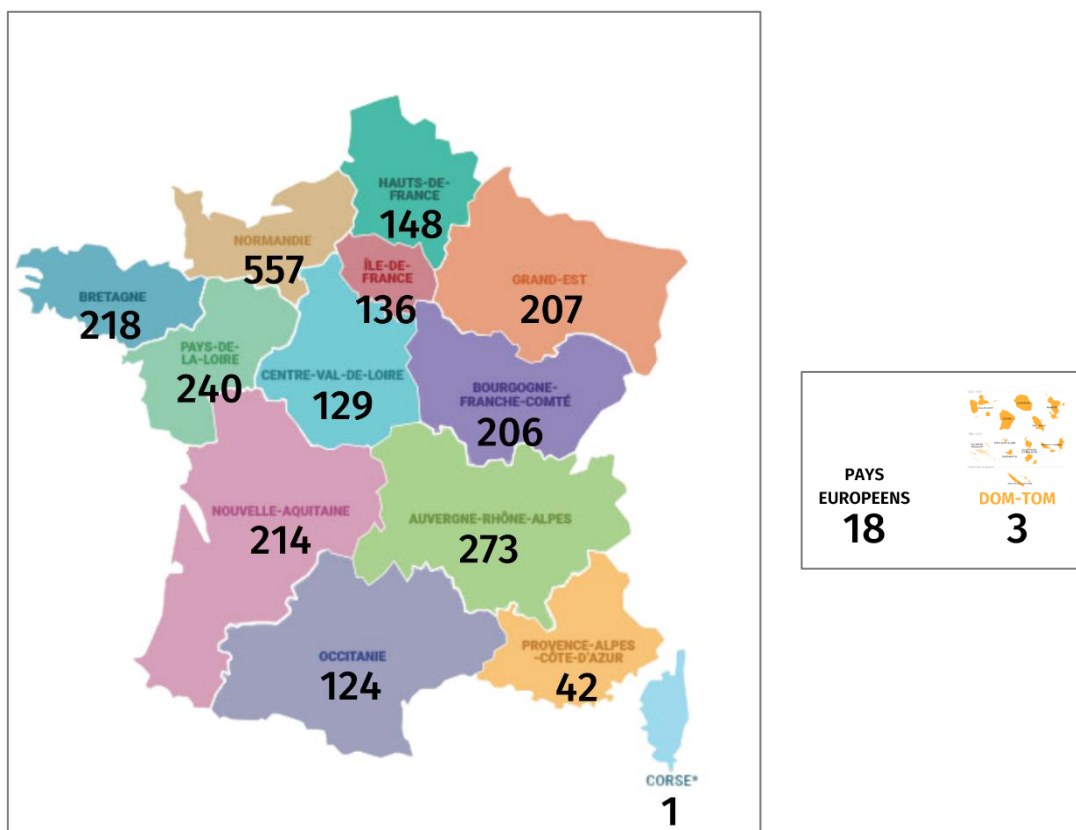 HAUTS-DE-
FRANCE
148
NORMANDIE
557
ÎLE-DE-
FRANCE
136
GRAND-EST
207
BRETAGNE
218
PAYS-DE-
LA-LOIRE
240
CENTRE-VAL-DE-LOIRE
129
BOURGOGNE-
FRANCHE-COMTÉ
206
NOUVELLE-AQUITAINE
214
AUVERGNE-RHÔNE-ALPES
273
OCCITANIE
124
PROVENCE-ALPES
-CÔTE-D'AZUR
42
CORSE*
1
PAYS
EUROPEENS
18
DOM-TOM
3